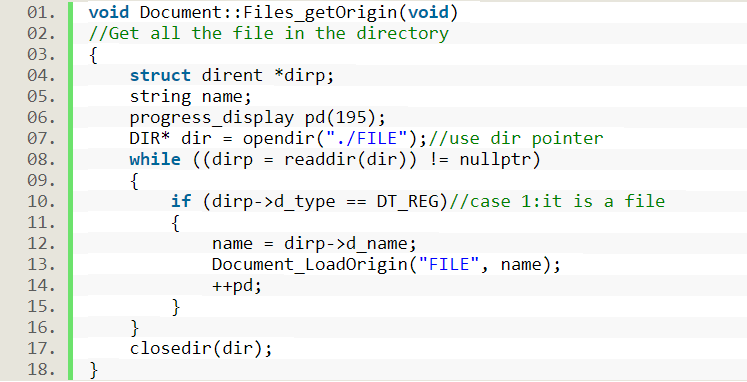 01. void Document::Files_getOrigin(void)
02. //Get all the file in the directory
03. {
04.     struct dirent *dirp;
05.     string name;
06.     progress_display pd(195);
07.     DIR* dir = opendir("./FILE");//use dir pointer
08.     while ((dirp = readdir(dir)) != nullptr)
09.     {
10.         if (dirp->d_type == DT_REG)//case 1:it is a file
11.         {
12.             name = dirp->d_name;
13.             Document_LoadOrigin("FILE", name);
14.             ++pd;
15.         }
16.     }
17.     closedir(dir);
18. }